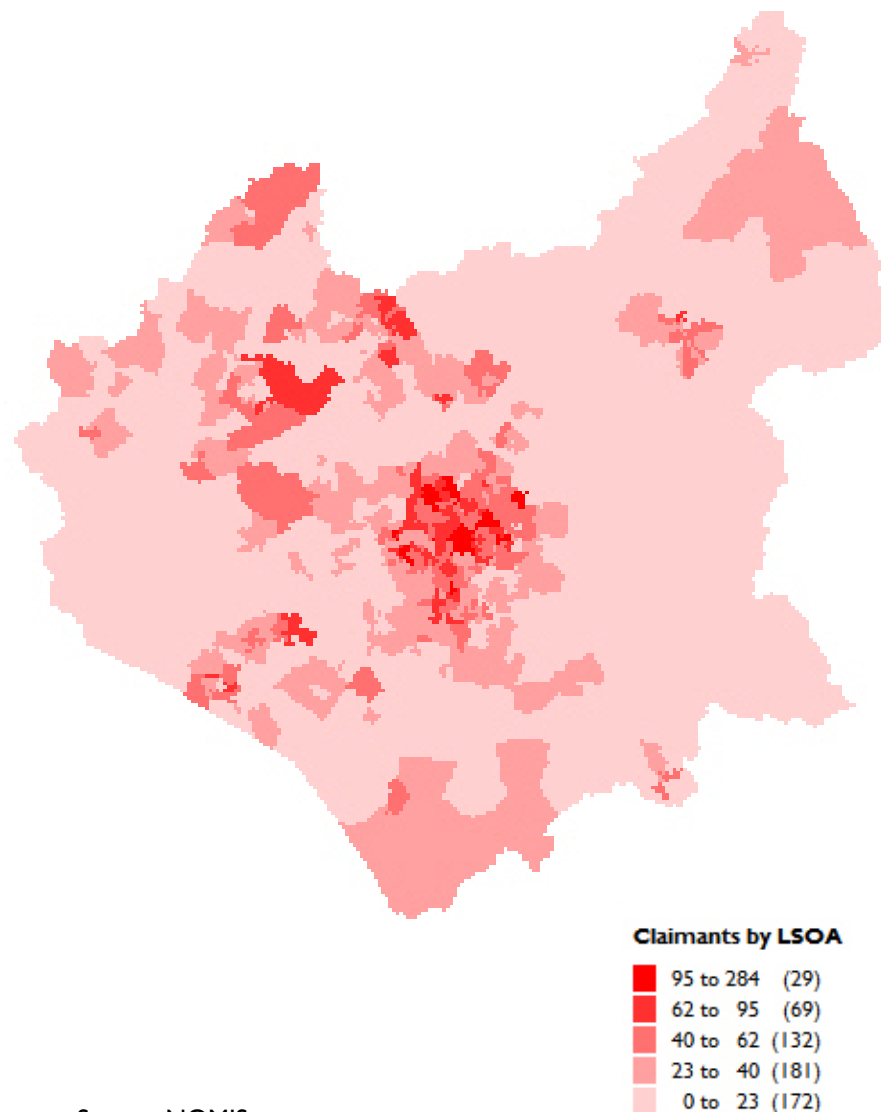 Claimants by LSOA
95 to 284 (29)
62 to 95 (69)
40 to 62 (132)
23 to 40 (181)
0 to 23 (172)